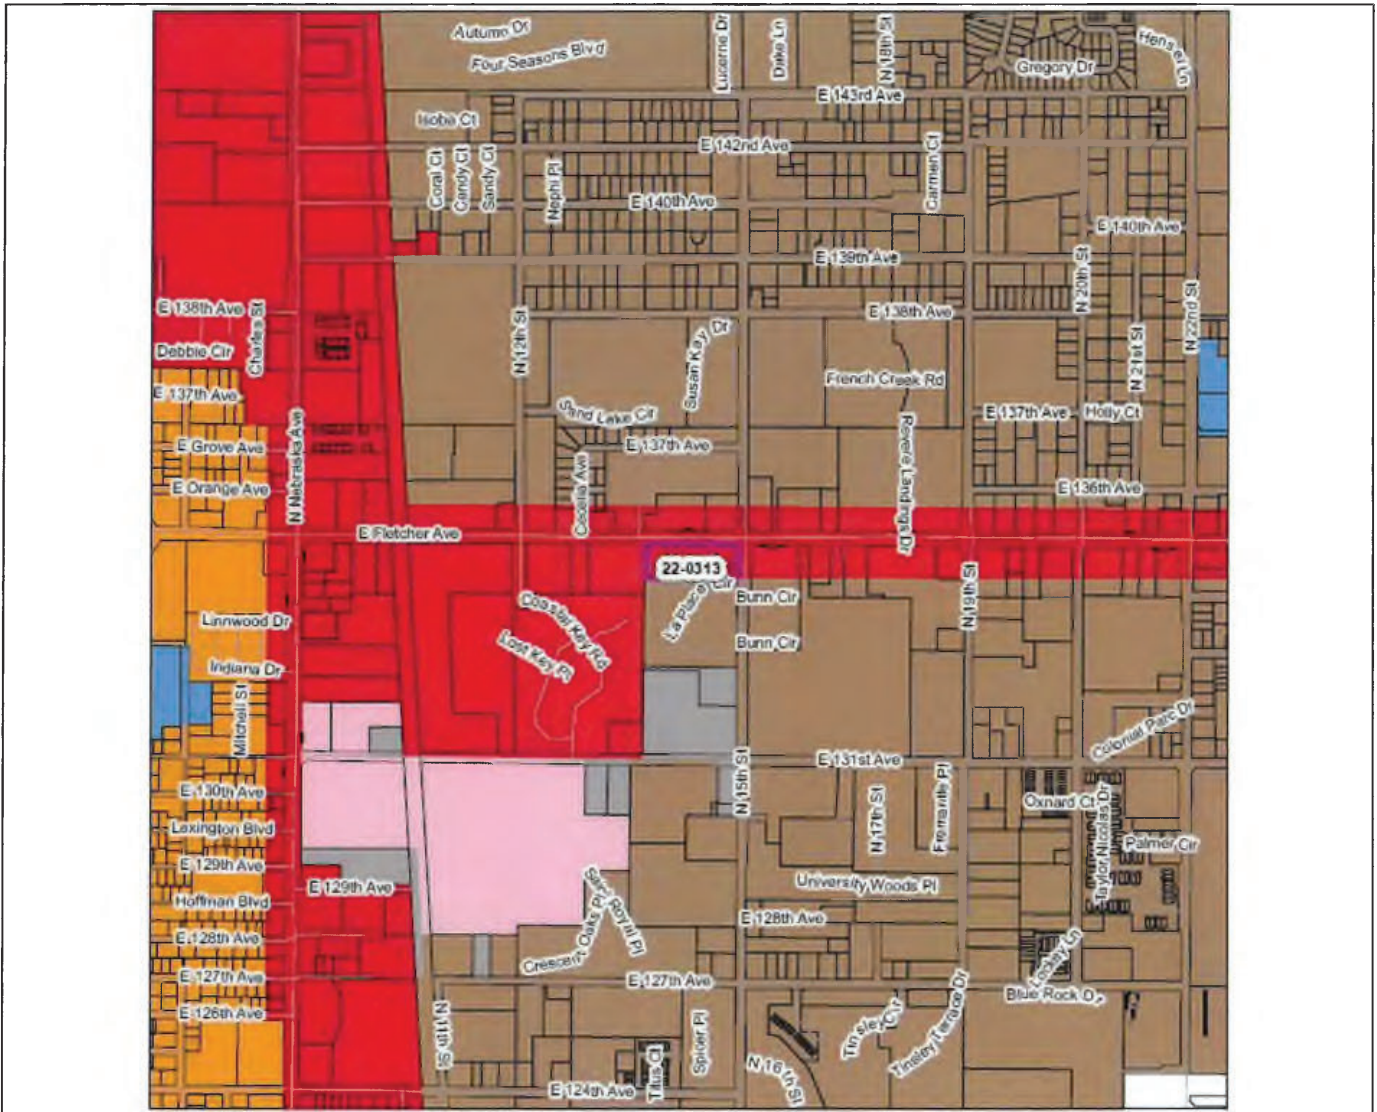 Autumn Dr
Four Seasons Blvd
Lucerne Dr
Dake Ln
N 18th St
Gregory Dr
Hensel Ln
E 143rd Ave
Isoba Ct
E 142nd Ave
Coral Ct
Candy Ct
Sandy Ct
Nephi Pl
Carmen Ct
E 140th Ave
E 140th Ave
E 139th Ave
N 20th St
N 22nd St
E 138th Ave
Charles St
E 138th Ave
Debbie Cir
N 12th St
Susan Kay Dr
N 21st St
E 137th Ave
Sand Lake Cir
French Creek Rd
E 137th Ave
Holly Ct
E Grove Ave
N Nebraska Ave
E 137th Ave
Revere Landings Dr
E Orange Ave
Cecelia Ave
E 136th Ave
E Fletcher Ave
22-0313
La Place Cir
Bunn Cir
N 19th St
Linnwood Dr
Coastal Key Rd
Lost Key Pl
Bunn Cir
Indiana Dr
Mitchell St
Colonial Parc Dr
E 131st Ave
N 15th St
E 130th Ave
N 17th St
Fremantle Pl
Oxnard Ct
Taylor Nicolas Dr
Lexington Blvd
Palmer Cir
E 129th Ave
E 129th Ave
University Woods Pl
Hoffman Blvd
Royal Pl
Crescent Oaks Pl
E 128th Ave
E 128th Ave
Lockey Ln
E 127th Ave
E 127th Ave
Blue Rock Dr
E 126th Ave
N 11th St
Spicer Pl
Tinsley Cir
Tinsley Terrace Dr
Titus Ct
N 16th St
E 124th Ave